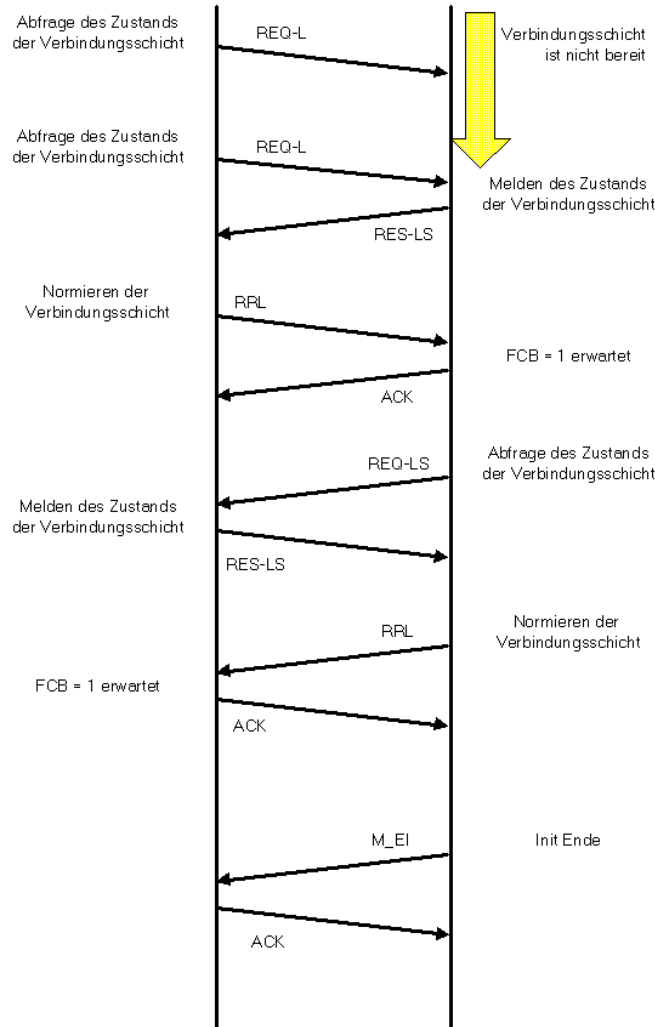 Abfrage des Zustands
der Verbindungsschicht
REQ-L
Verbindungsschicht
ist nicht bereit
Abfrage des Zustands
der Verbindungsschicht
REQ-L
Melden des Zustands
der Verbindungsschicht
RES-LS
Normieren der
Verbindungsschicht
RRL
FCB = 1 erwartet
ACK
Abfrage des Zustands
der Verbindungsschicht
REQ-LS
Melden des Zustands
der Verbindungsschicht
RES-LS
Normieren der
Verbindungsschicht
RRL
FCB = 1 erwartet
ACK
M_EI
Init Ende
ACK